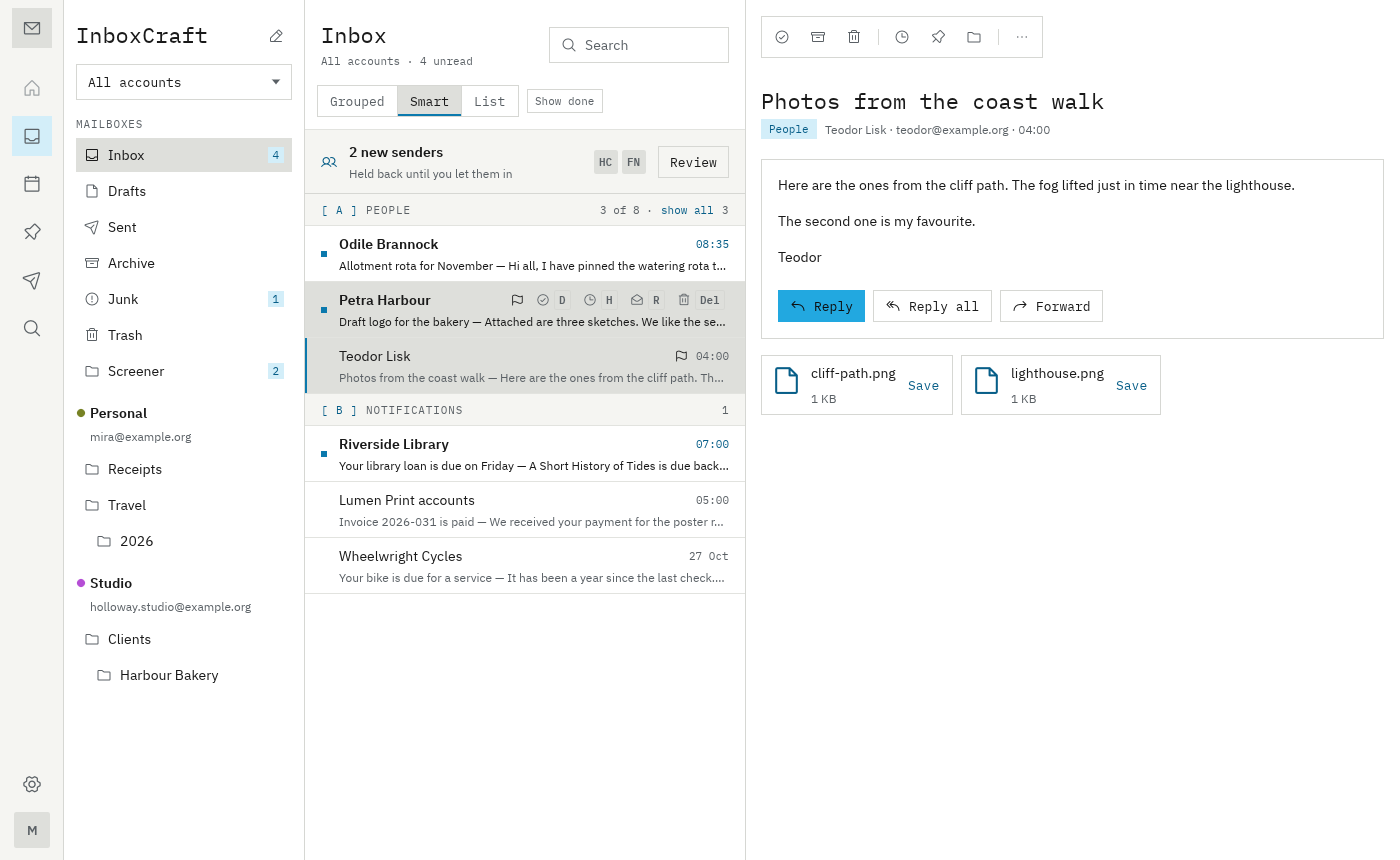 InboxCraft
All accounts
MAILBOXES
Inbox 4
Drafts
Sent
Archive
Junk 1
Trash
Screener 2
Personal
mira@example.org
Receipts
Travel
2026
Studio
holloway.studio@example.org
Clients
Harbour Bakery
M
Inbox
All accounts · 4 unread
Search
Grouped Smart List Show done
2 new senders
Held back until you let them in
HC FN Review
[ A ] PEOPLE 3 of 8 · show all 3
Odile Brannock 08:35
Allotment rota for November — Hi all, I have pinned the watering rota t…
Petra Harbour D H R Del
Draft logo for the bakery — Attached are three sketches. We like the se…
Teodor Lisk 04:00
Photos from the coast walk — Here are the ones from the cliff path. Th…
[ B ] NOTIFICATIONS 1
Riverside Library 07:00
Your library loan is due on Friday — A Short History of Tides is due back…
Lumen Print accounts 05:00
Invoice 2026-031 is paid — We received your payment for the poster r…
Wheelwright Cycles 27 Oct
Your bike is due for a service — It has been a year since the last check.…
Photos from the coast walk
People Teodor Lisk · teodor@example.org · 04:00
Here are the ones from the cliff path. The fog lifted just in time near the lighthouse.
The second one is my favourite.
Teodor
Reply Reply all Forward
cliff-path.png 1 KB Save
lighthouse.png 1 KB Save